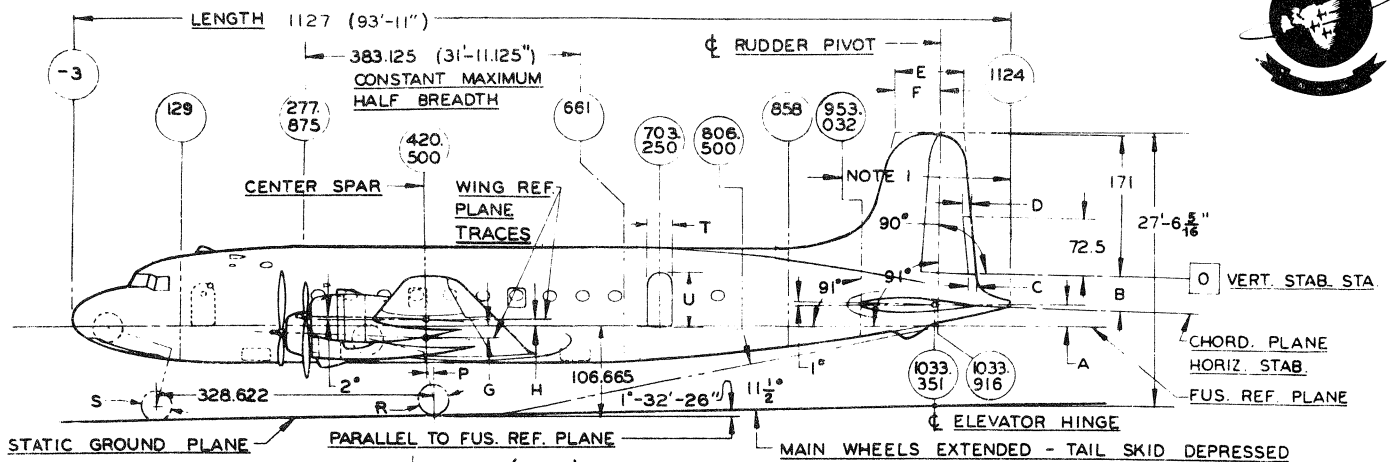 LENGTH 1127 (93'-11")
383.125 (31'-11.125")
CONSTANT MAXIMUM
HALF BREADTH
℄ RUDDER PIVOT
E
F
-3
129
277.
875
420.
500
661
703.
250
806.
500
858
953.
032
1124
CENTER SPAR
WING REF.
PLANE
TRACES
T
NOTE 1
171
D
90°
72.5
27'-6 5/16"
91°
91°
U
C
B
O VERT. STAB. STA.
A
CHORD. PLANE
HORIZ. STAB.
FUS. REF. PLANE
1°
2°
P
G
H
106.665
1033.
351
1033.
916
S
328.622
R
1°-32'-26"
11 1/2°
℄ ELEVATOR HINGE
STATIC GROUND PLANE
PARALLEL TO FUS. REF. PLANE
MAIN WHEELS EXTENDED - TAIL SKID DEPRESSED